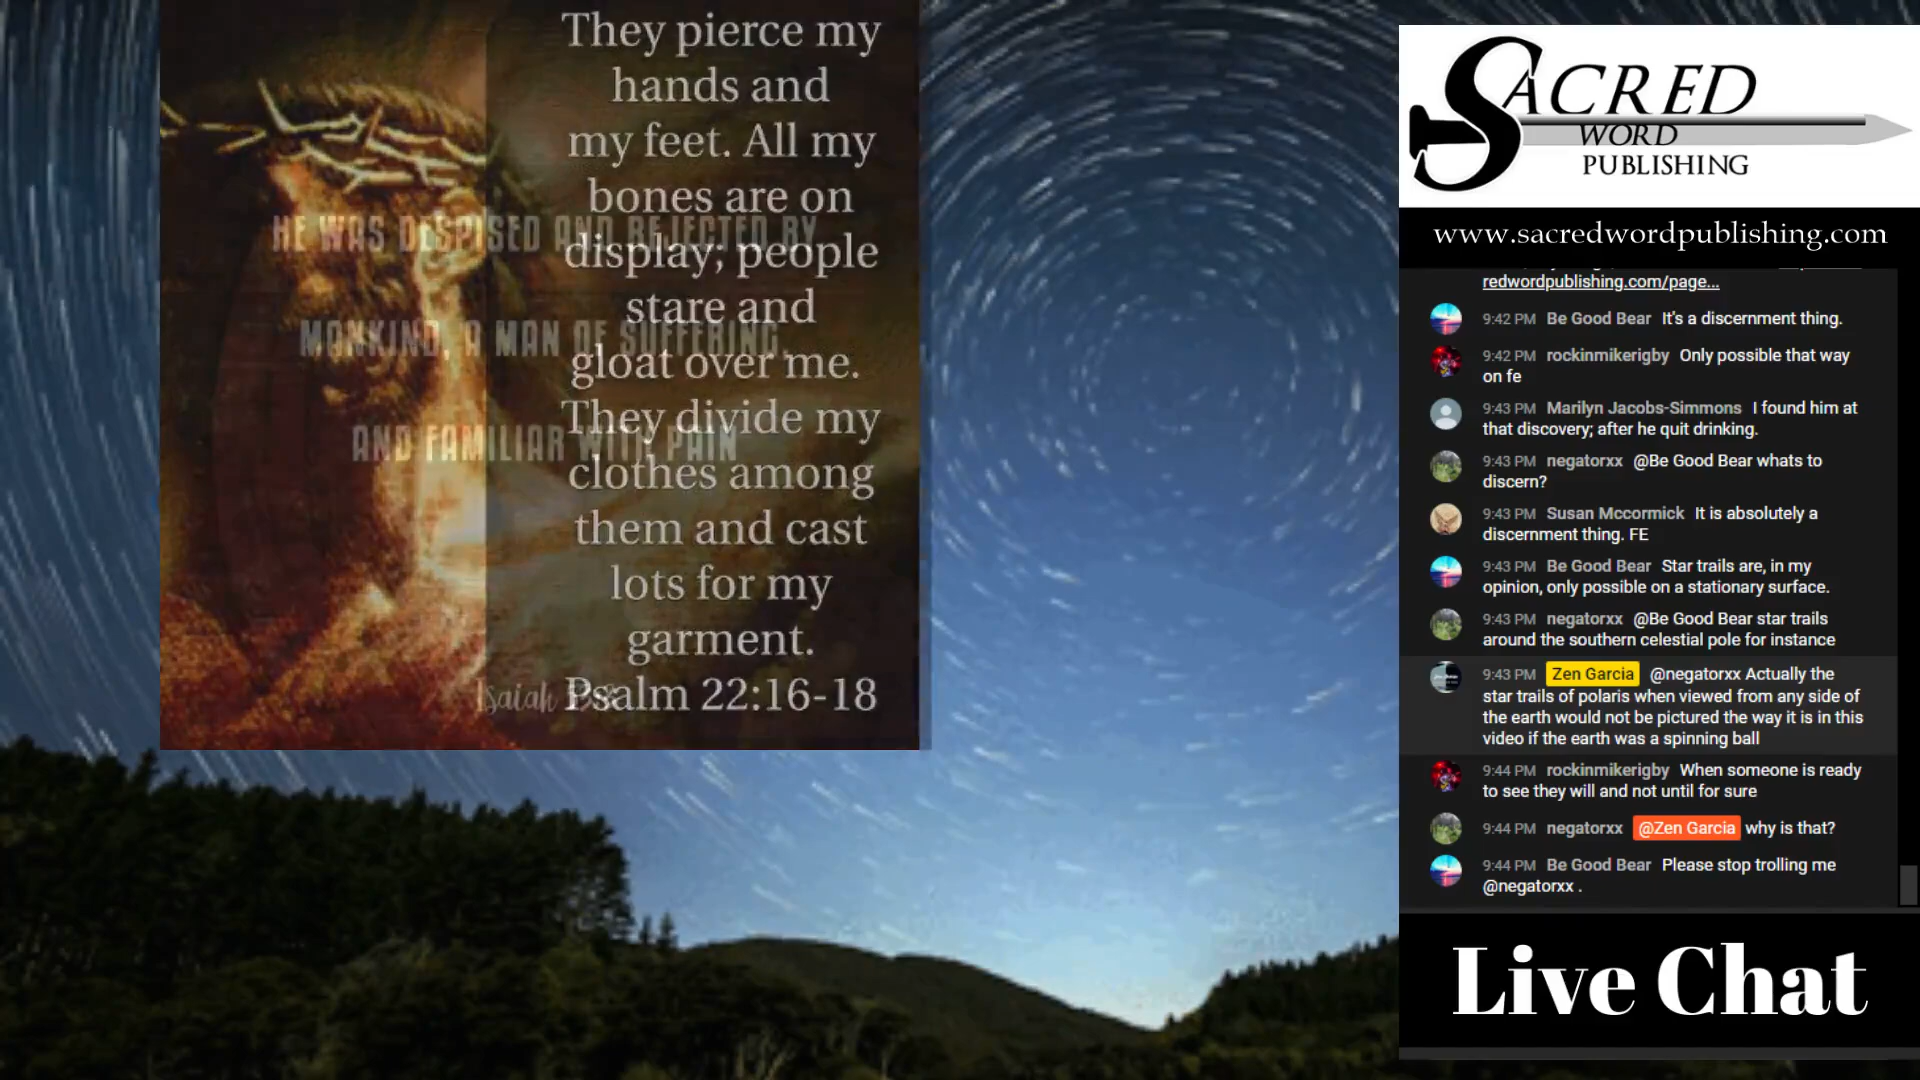 They pierce my
hands and
my feet. All my
bones are on
display; people
stare and
gloat over me.
They divide my
clothes among
them and cast
lots for my
garment.
Psalm 22:16-18
HE WAS DESPISED AND REJECTED BY
MANKIND, A MAN OF SUFFERING,
AND FAMILIAR WITH PAIN
Isaiah
SACRED
WORD
PUBLISHING
www.sacredwordpublishing.com
redwordpublishing.com/page...
9:42 PM Be Good Bear It's a discernment thing.
9:42 PM rockinmikerigby Only possible that way
on fe
9:43 PM Marilyn Jacobs-Simmons I found him at
that discovery; after he quit drinking.
9:43 PM negatorxx @Be Good Bear whats to
discern?
9:43 PM Susan Mccormick It is absolutely a
discernment thing. FE
9:43 PM Be Good Bear Star trails are, in my
opinion, only possible on a stationary surface.
9:43 PM negatorxx @Be Good Bear star trails
around the southern celestial pole for instance
9:43 PM Zen Garcia @negatorxx Actually the
star trails of polaris when viewed from any side of
the earth would not be pictured the way it is in this
video if the earth was a spinning ball
9:44 PM rockinmikerigby When someone is ready
to see they will and not until for sure
9:44 PM negatorxx @Zen Garcia why is that?
9:44 PM Be Good Bear Please stop trolling me
@negatorxx .
Live Chat